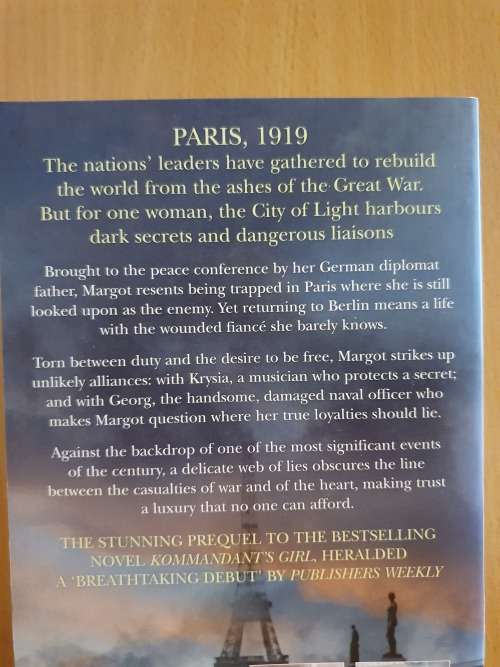 PARIS, 1919
The nations' leaders have gathered to rebuild
the world from the ashes of the Great War.
But for one woman, the City of Light harbours
dark secrets and dangerous liaisons
Brought to the peace conference by her German diplomat
father, Margot resents being trapped in Paris where she is still
looked upon as the enemy. Yet returning to Berlin means a life
with the wounded fiancé she barely knows.
Torn between duty and the desire to be free, Margot strikes up
unlikely alliances: with Krysia, a musician who protects a secret;
and with Georg, the handsome, damaged naval officer who
makes Margot question where her true loyalties should lie.
Against the backdrop of one of the most significant events
of the century, a delicate web of lies obscures the line
between the casualties of war and of the heart, making trust
a luxury that no one can afford.
THE STUNNING PREQUEL TO THE BESTSELLING
NOVEL KOMMANDANT'S GIRL, HERALDED
A 'BREATHTAKING DEBUT' BY PUBLISHERS WEEKLY